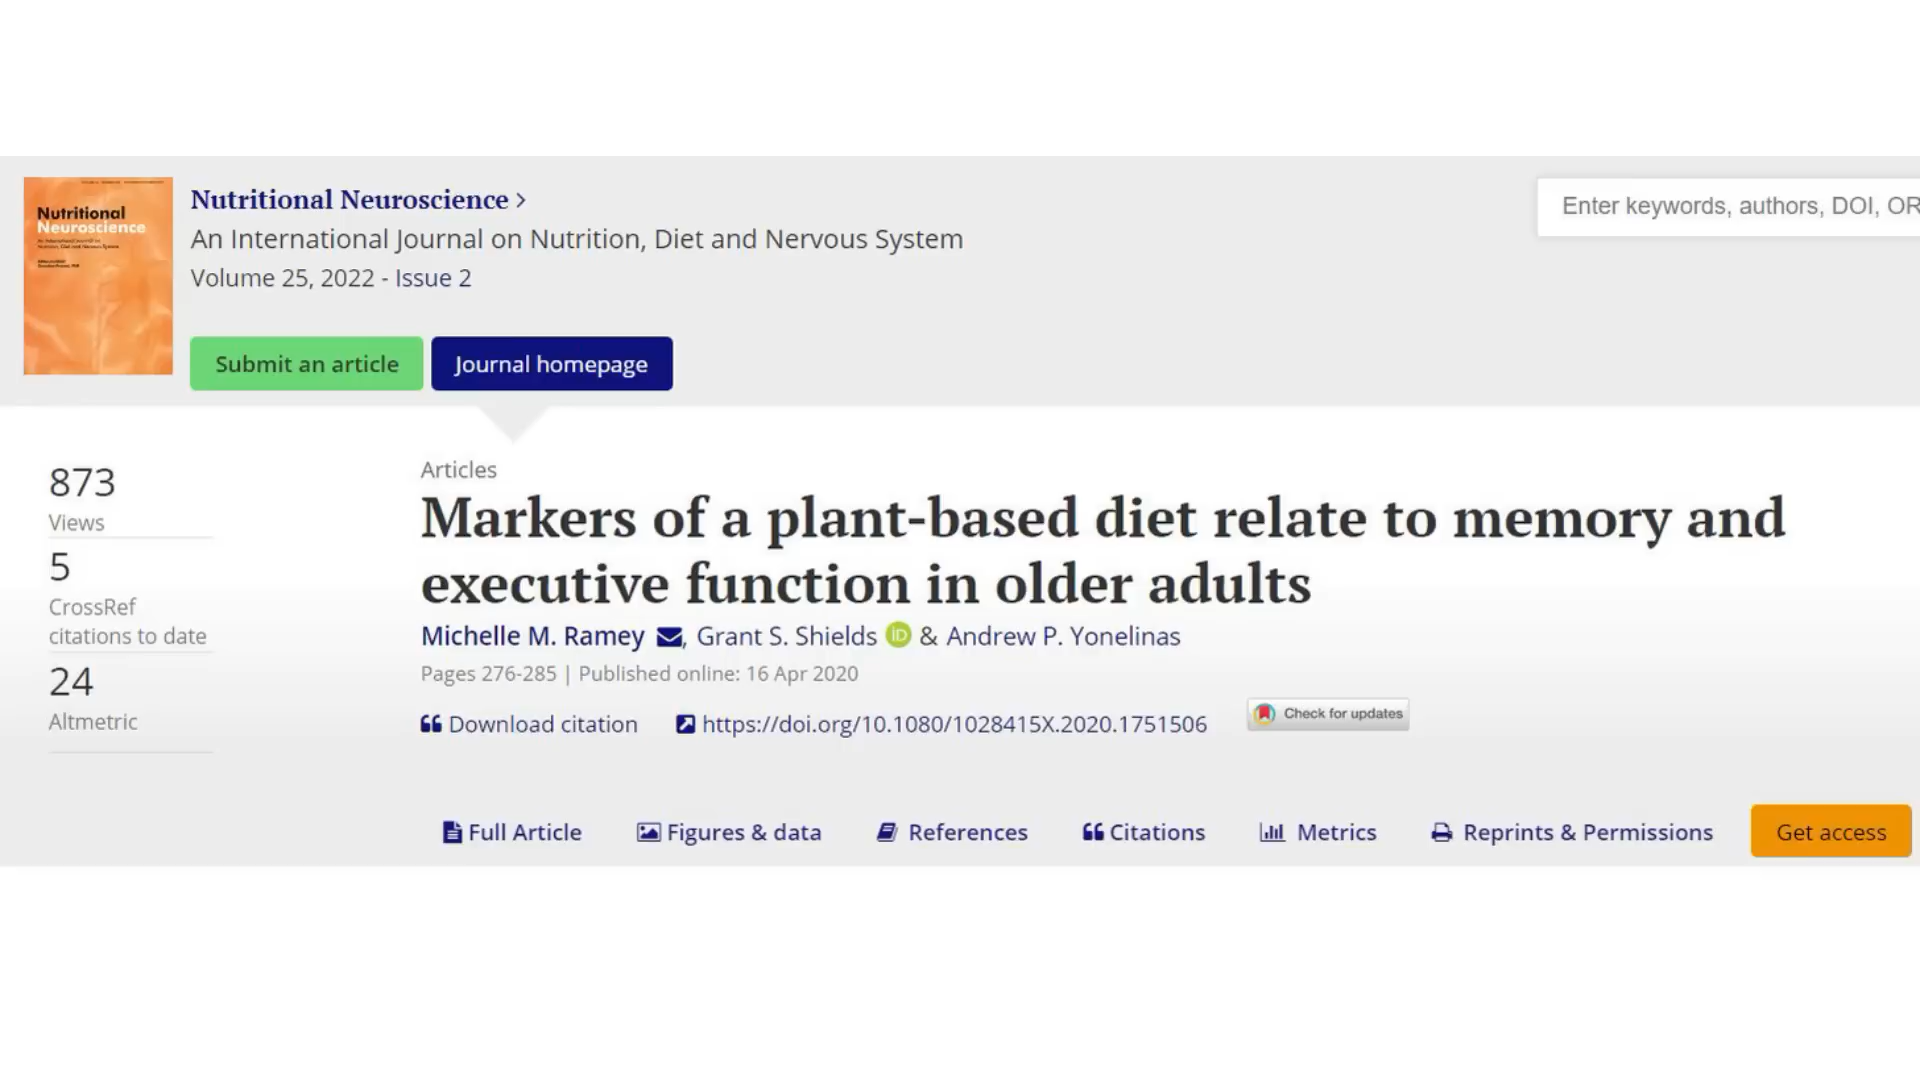 Nutritional
Neuroscience
Nutritional Neuroscience >
An International Journal on Nutrition, Diet and Nervous System
Volume 25, 2022 - Issue 2
Enter keywords, authors, DOI, OR
Submit an article
Journal homepage
873
Views
5
CrossRef
citations to date
24
Altmetric
Articles
Markers of a plant-based diet relate to memory and
executive function in older adults
Michelle M. Ramey, Grant S. Shields iD & Andrew P. Yonelinas
Pages 276-285 | Published online: 16 Apr 2020
Download citation https://doi.org/10.1080/1028415X.2020.1751506 Check for updates
Full Article Figures & data References Citations Metrics Reprints & Permissions Get access